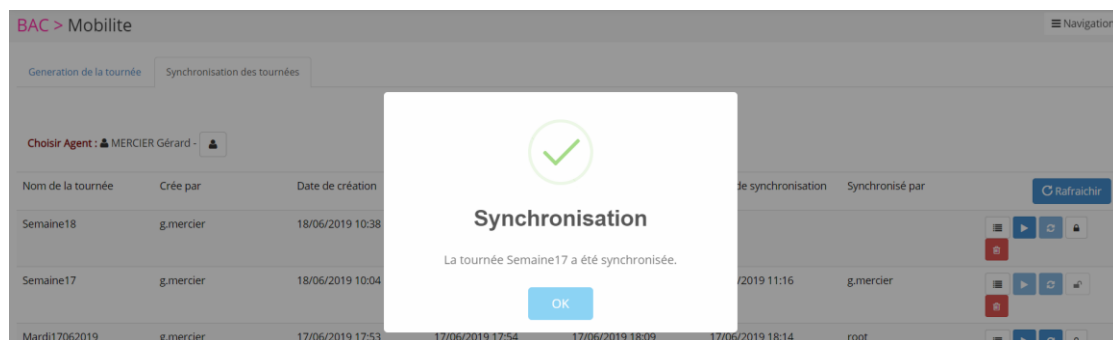 BAC > Mobilite
Navigation
Generation de la tournée
Synchronisation des tournées
Choisir Agent : MERCIER Gérard -
Nom de la tournée Crée par Date de création de synchronisation Synchronisé par Rafraichir
Semaine18 g.mercier 18/06/2019 10:38
Semaine17 g.mercier 18/06/2019 10:04 /2019 11:16 g.mercier
Mardi17062019 g.mercier 17/06/2019 17:53 17/06/2019 17:54 17/06/2019 18:09 17/06/2019 18:14 root
Synchronisation
La tournée Semaine17 a été synchronisée.
OK